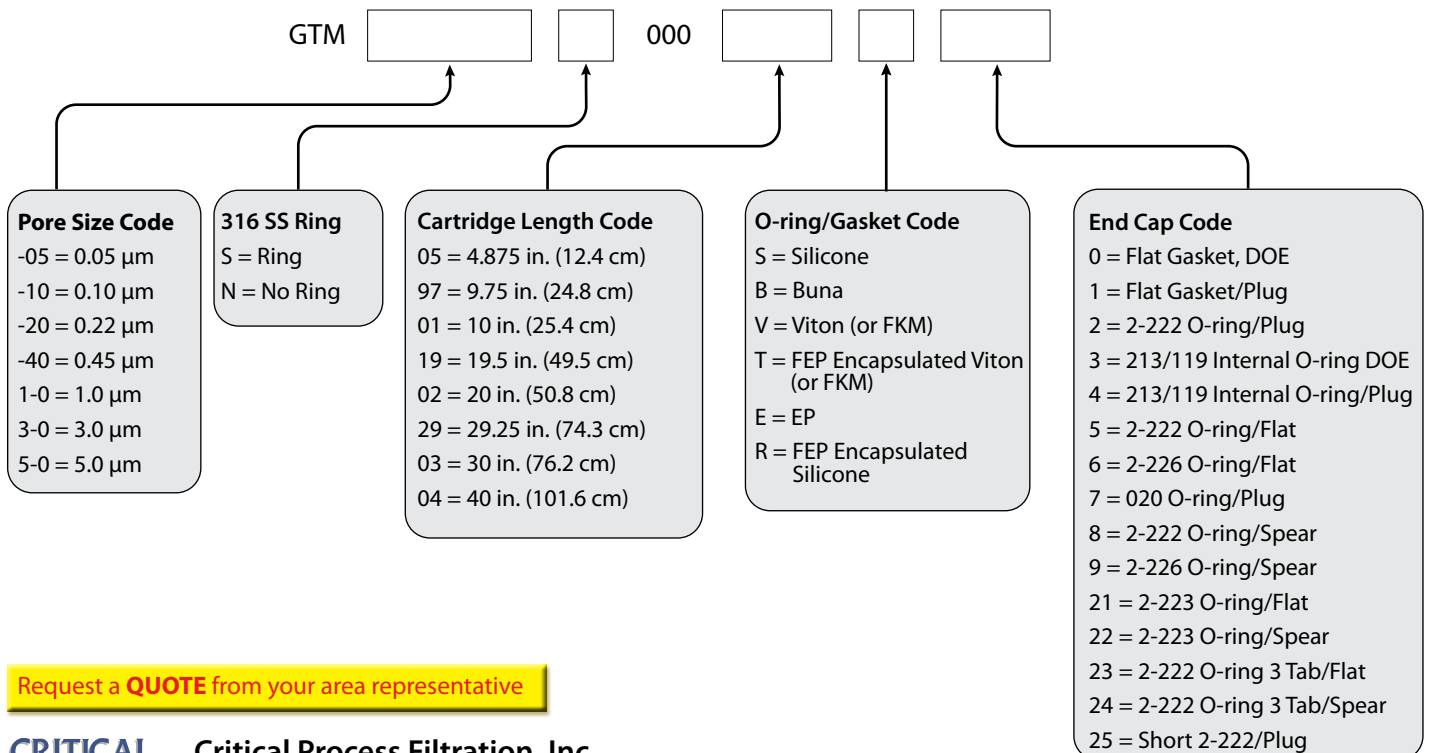 GTM 000
Pore Size Code
-05 = 0.05 µm
-10 = 0.10 µm
-20 = 0.22 µm
-40 = 0.45 µm
1-0 = 1.0 µm
3-0 = 3.0 µm
5-0 = 5.0 µm
316 SS Ring
S = Ring
N = No Ring
Cartridge Length Code
05 = 4.875 in. (12.4 cm)
97 = 9.75 in. (24.8 cm)
01 = 10 in. (25.4 cm)
19 = 19.5 in. (49.5 cm)
02 = 20 in. (50.8 cm)
29 = 29.25 in. (74.3 cm)
03 = 30 in. (76.2 cm)
04 = 40 in. (101.6 cm)
O-ring/Gasket Code
S = Silicone
B = Buna
V = Viton (or FKM)
T = FEP Encapsulated Viton
(or FKM)
E = EP
R = FEP Encapsulated
Silicone
End Cap Code
0 = Flat Gasket, DOE
1 = Flat Gasket/Plug
2 = 2-222 O-ring/Plug
3 = 213/119 Internal O-ring DOE
4 = 213/119 Internal O-ring/Plug
5 = 2-222 O-ring/Flat
6 = 2-226 O-ring/Flat
7 = 020 O-ring/Plug
8 = 2-222 O-ring/Spear
9 = 2-226 O-ring/Spear
21 = 2-223 O-ring/Flat
22 = 2-223 O-ring/Spear
23 = 2-222 O-ring 3 Tab/Flat
24 = 2-222 O-ring 3 Tab/Spear
25 = Short 2-222/Plug
Request a QUOTE from your area representative
CRITICAL Critical Process Filtration, Inc